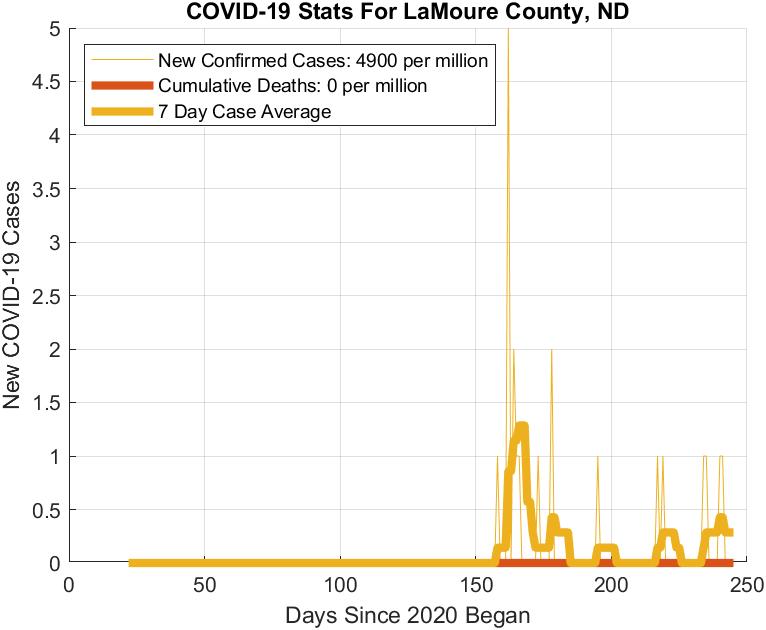 COVID-19 Stats For LaMoure County, ND
New Confirmed Cases: 4900 per million
Cumulative Deaths: 0 per million
7 Day Case Average
New COVID-19 Cases
5
4.5
4
3.5
3
2.5
2
1.5
1
0.5
0
0 50 100 150 200 250
Days Since 2020 Began